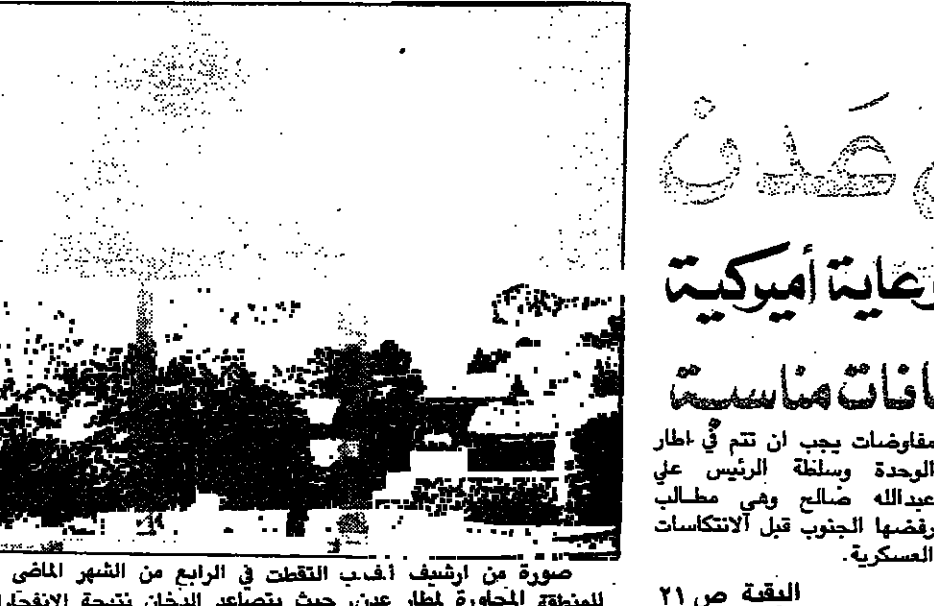 عدن
رعاية أميركية
مناسبة
مفاوضات يجب ان تتم في اطار
الوحدة وسلطة الرئيس علي
عبدالله صالح وهي مطالب
رفضها الجنوب قبل الانتكاسات
العسكرية.
البقية ص ٢١
صورة من ارشيف أ.ف.ب التقطت في الرابع من الشهر الماضي
للمنطقة المجاورة لمطار عدن، حيث يتصاعد الدخان نتيجة